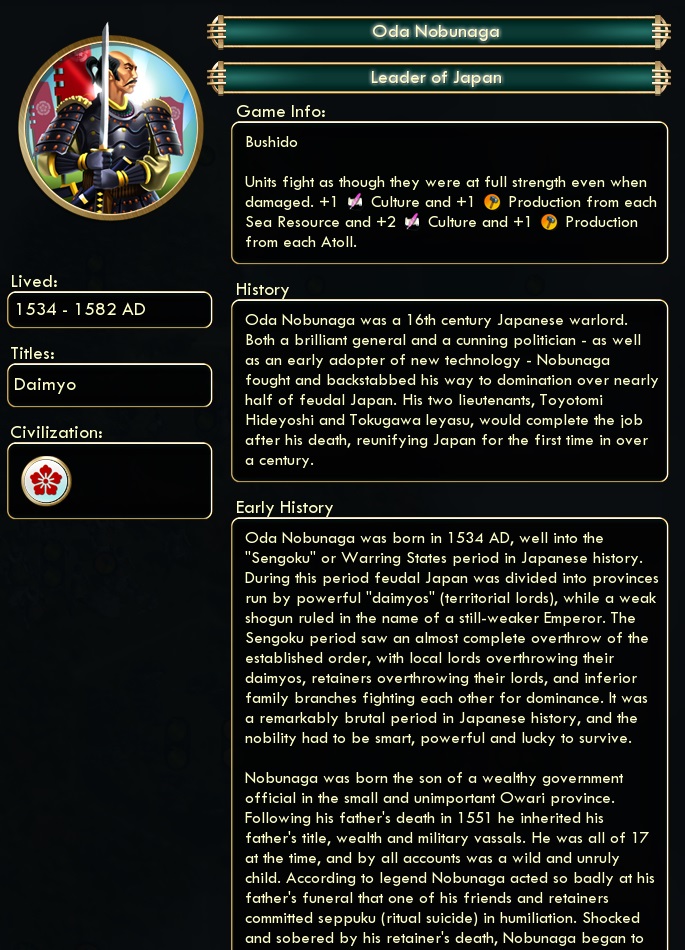 Oda Nobunaga
Leader of Japan
Game Info:
Bushido
Units fight as though they were at full strength even when
damaged. +1 Culture and +1 Production from each
Sea Resource and +2 Culture and +1 Production
from each Atoll.
Lived:
1534 - 1582 AD
Titles:
Daimyo
Civilization:
History
Oda Nobunaga was a 16th century Japanese warlord.
Both a brilliant general and a cunning politician - as well
as an early adopter of new technology - Nobunaga
fought and backstabbed his way to domination over nearly
half of feudal Japan. His two lieutenants, Toyotomi
Hideyoshi and Tokugawa Ieyasu, would complete the job
after his death, reunifying Japan for the first time in over
a century.
Early History
Oda Nobunaga was born in 1534 AD, well into the
"Sengoku" or Warring States period in Japanese history.
During this period feudal Japan was divided into provinces
run by powerful "daimyos" (territorial lords), while a weak
shogun ruled in the name of a still-weaker Emperor. The
Sengoku period saw an almost complete overthrow of the
established order, with local lords overthrowing their
daimyos, retainers overthrowing their lords, and inferior
family branches fighting each other for dominance. It was
a remarkably brutal period in Japanese history, and the
nobility had to be smart, powerful and lucky to survive.
Nobunaga was born the son of a wealthy government
official in the small and unimportant Owari province.
Following his father's death in 1551 he inherited his
father's title, wealth and military vassals. He was all of 17
at the time, and by all accounts was a wild and unruly
child. According to legend Nobunaga acted so badly at his
father's funeral that one of his friends and retainers
committed seppuku (ritual suicide) in humiliation. Shocked
and sobered by his retainer's death, Nobunaga began to